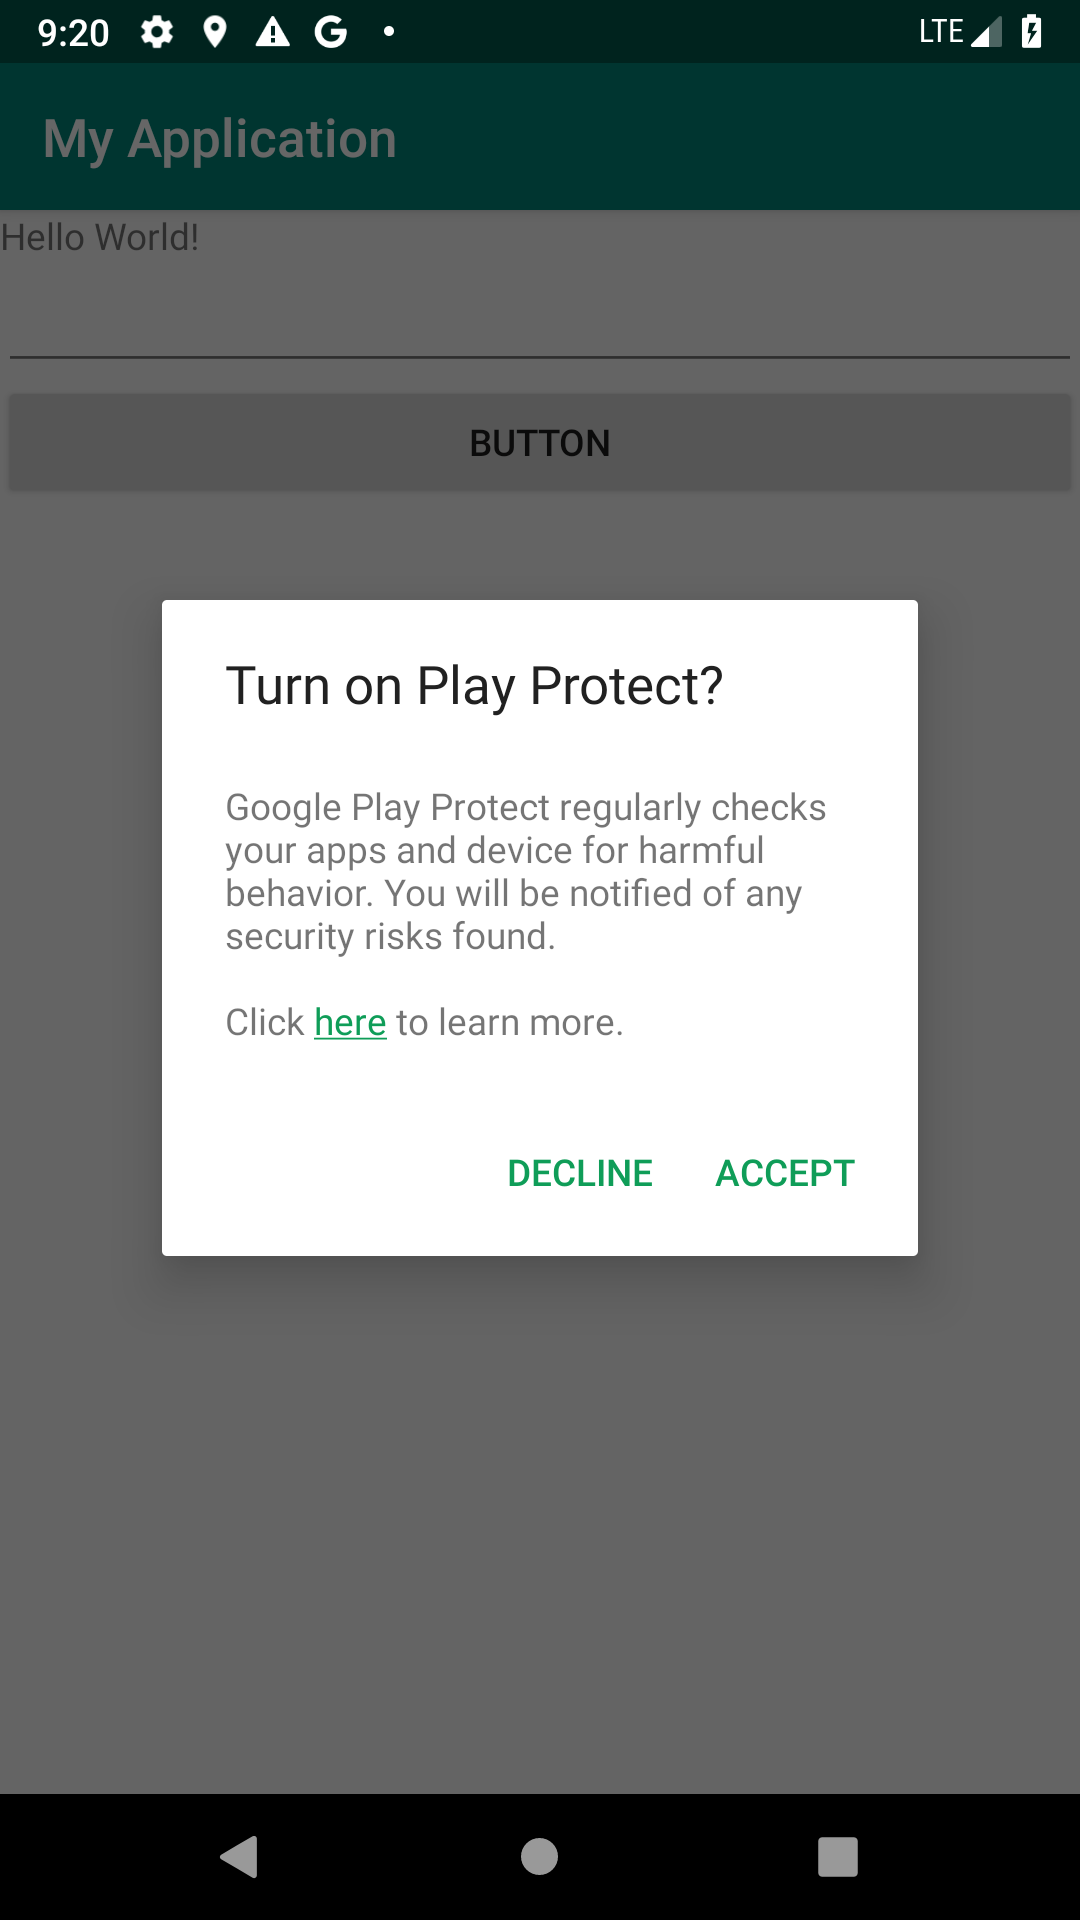 9:20
LTE
My Application
Hello World!
BUTTON
Turn on Play Protect?
Google Play Protect regularly checks
your apps and device for harmful
behavior. You will be notified of any
security risks found.
Click here to learn more.
DECLINE ACCEPT